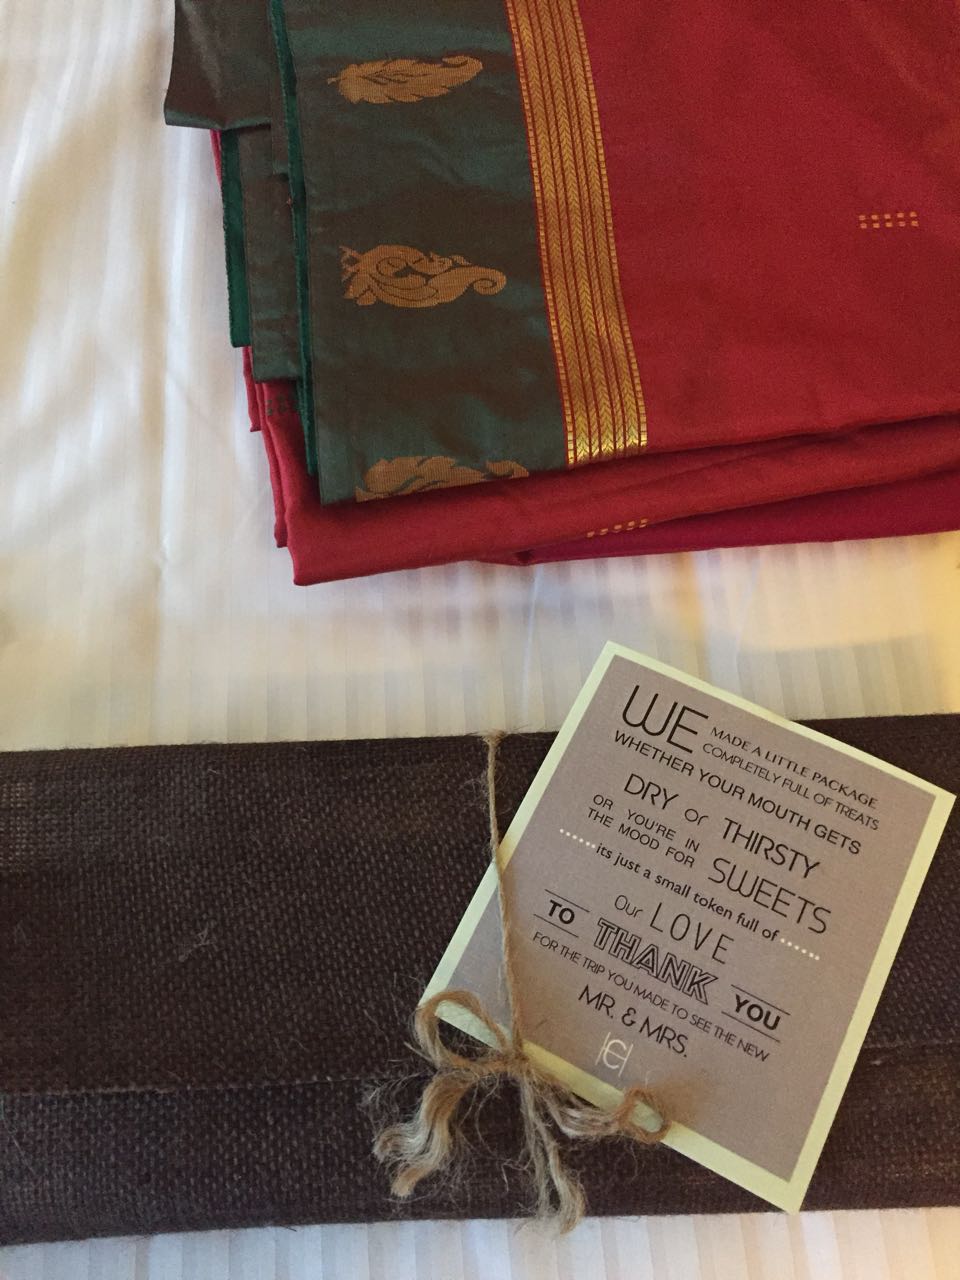 WE MADE A LITTLE PACKAGE
COMPLETELY FULL OF TREATS
WHETHER YOUR MOUTH GETS
DRY or THIRSTY
OR YOU'RE IN
THE MOOD FOR SWEETS
......its just a small token full of......
Our LOVE
TO THANK YOU
FOR THE TRIP YOU MADE TO SEE THE NEW
MR. & MRS.